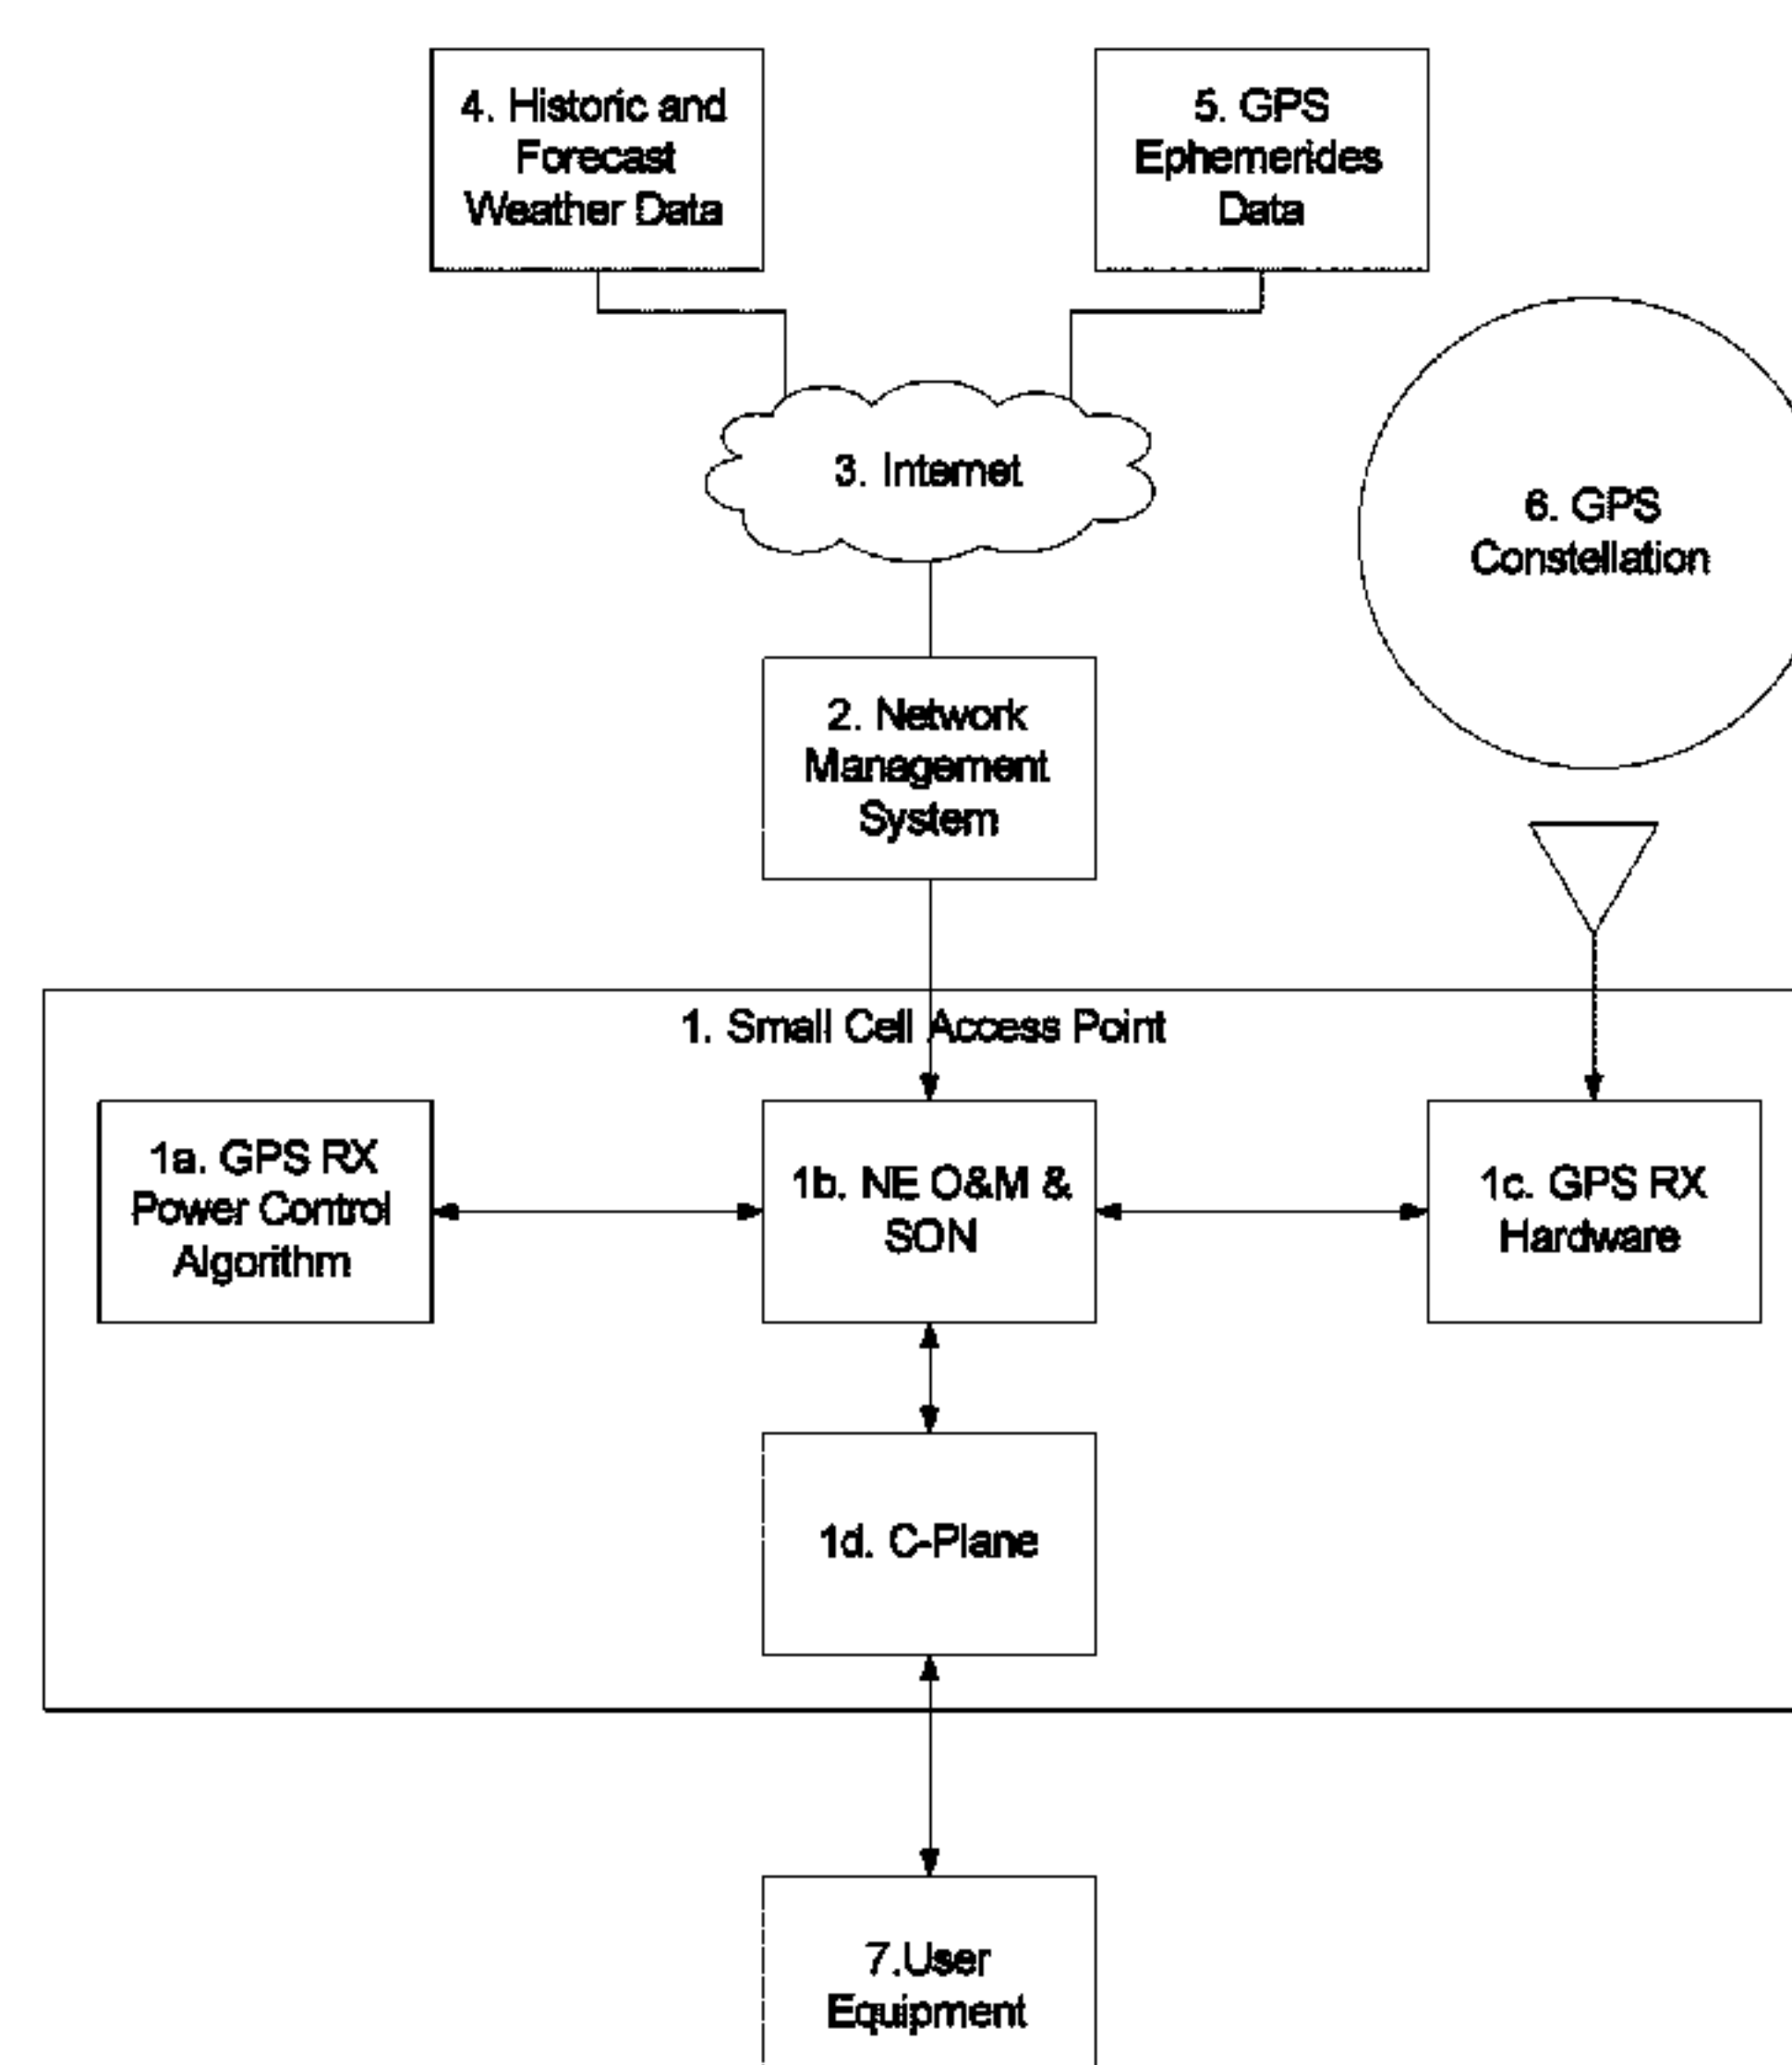 4. Historic and
Forecast
Weather Data
5. GPS
Ephemerides
Data
3. Internet
6. GPS
Constellation
2. Network
Management
System
1. Small Cell Access Point
1a. GPS RX
Power Control
Algorithm
1b. NE O&M &
SON
1c. GPS RX
Hardware
1d. C-Plane
7.User
Equipment